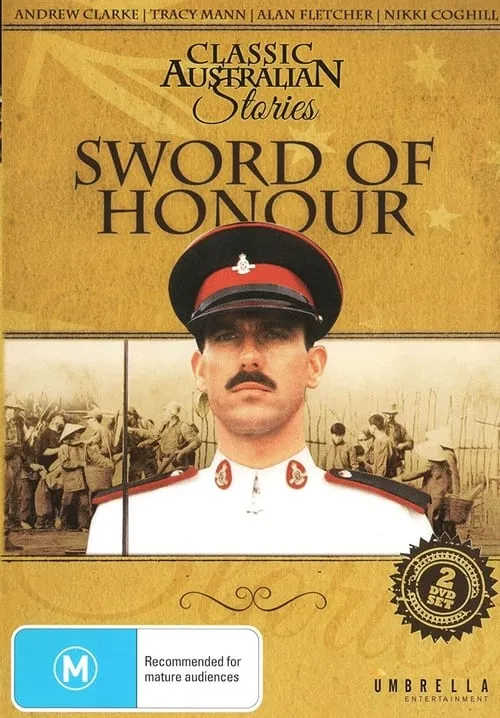 ANDREW CLARKE | TRACY MANN | ALAN FLETCHER | NIKKI COGHILL
CLASSIC
AUSTRALIAN
Stories
SWORD OF
HONOUR
2
DVD
SET
M
Recommended for
mature audiences
UMBRELLA
ENTERTAINMENT